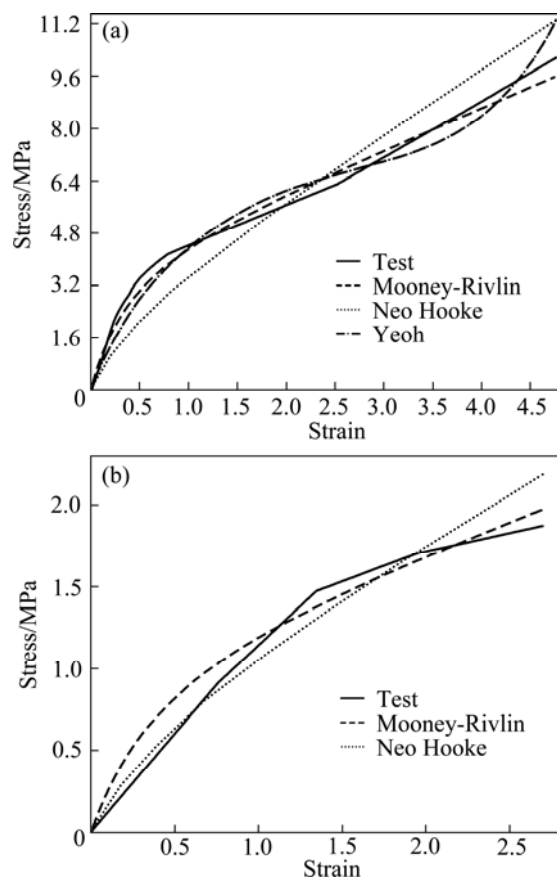 (a)
11.2
9.6
8.0
6.4
4.8
3.2
1.6
0
Stress/MPa
Test
Mooney-Rivlin
Neo Hooke
Yeoh
0.5 1.0 1.5 2.0 2.5 3.0 3.5 4.0 4.5
Strain
(b)
2.0
1.5
1.0
0.5
0
Stress/MPa
Test
Mooney-Rivlin
Neo Hooke
0.5 1.0 1.5 2.0 2.5
Strain